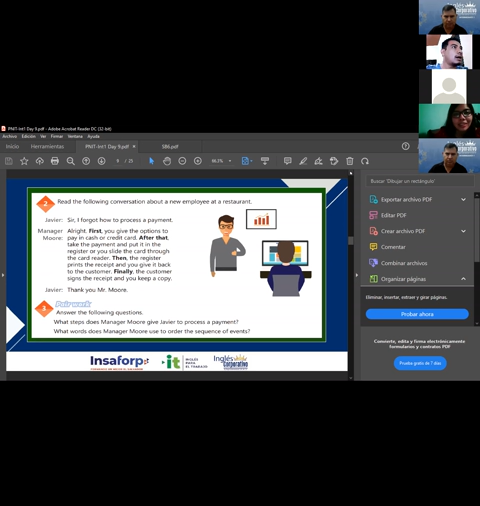 PNIT-Int1 Day 9.pdf - Adobe Acrobat Reader DC (32-bit)
Archivo Edición Ver Firmar Ventana Ayuda
Inicio Herramientas PNIT-Int1 Day 9.pdf × SB6.pdf
9 / 25 66.2%
2 Read the following conversation about a new employee at a restaurant.
Javier: Sir, I forgot how to process a payment.
Manager Moore: Alright. First, you give the options to
pay in cash or credit card. After that,
take the payment and put it in the
register or you slide the card through
the card reader. Then, the register
prints the receipt and you give it back
to the customer. Finally, the customer
signs the receipt and you keep a copy.
Javier: Thank you Mr. Moore.
3 Pair work
Answer the following questions.
What steps does Manager Moore give Javier to process a payment?
What words does Manager Moore use to order the sequence of events?
Insaforp
it INGLÉS PARA EL TRABAJO
Inglés Corporativo
Buscar 'Dibujar un rectángulo'
Exportar archivo PDF
Editar PDF
Crear archivo PDF
Comentar
Combinar archivos
Organizar páginas
Eliminar, insertar, extraer y girar páginas.
Probar ahora
Convierta, edite y firme electrónicamente
formularios y contratos PDF
Prueba gratis de 7 días